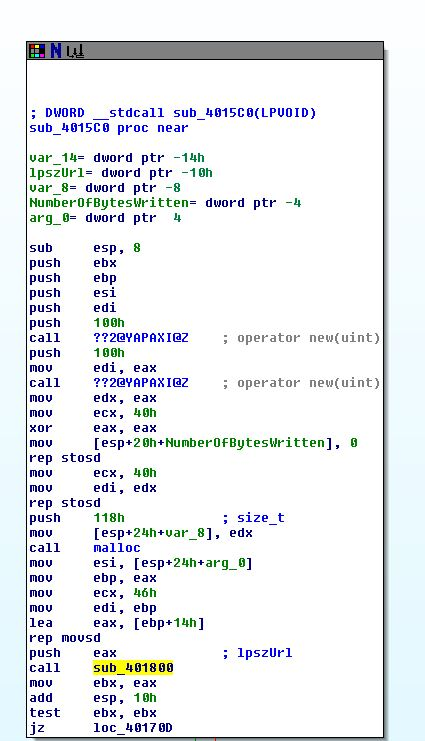 ; DWORD __stdcall sub_4015C0(LPVOID)
sub_4015C0 proc near
var_14= dword ptr -14h
lpszUrl= dword ptr -10h
var_8= dword ptr -8
NumberOfBytesWritten= dword ptr -4
arg_0= dword ptr  4
sub     esp, 8
push    ebx
push    ebp
push    esi
push    edi
push    100h
call    ??2@YAPAXI@Z    ; operator new(uint)
push    100h
mov     edi, eax
call    ??2@YAPAXI@Z    ; operator new(uint)
mov     edx, eax
mov     ecx, 40h
xor     eax, eax
mov     [esp+20h+NumberOfBytesWritten], 0
rep stosd
mov     ecx, 40h
mov     edi, edx
rep stosd
push    118h            ; size_t
mov     [esp+24h+var_8], edx
call    malloc
mov     esi, [esp+24h+arg_0]
mov     ebp, eax
mov     ecx, 46h
mov     edi, ebp
lea     eax, [ebp+14h]
rep movsd
push    eax             ; lpszUrl
call    sub_401800
mov     ebx, eax
add     esp, 10h
test    ebx, ebx
jz      loc_40170D